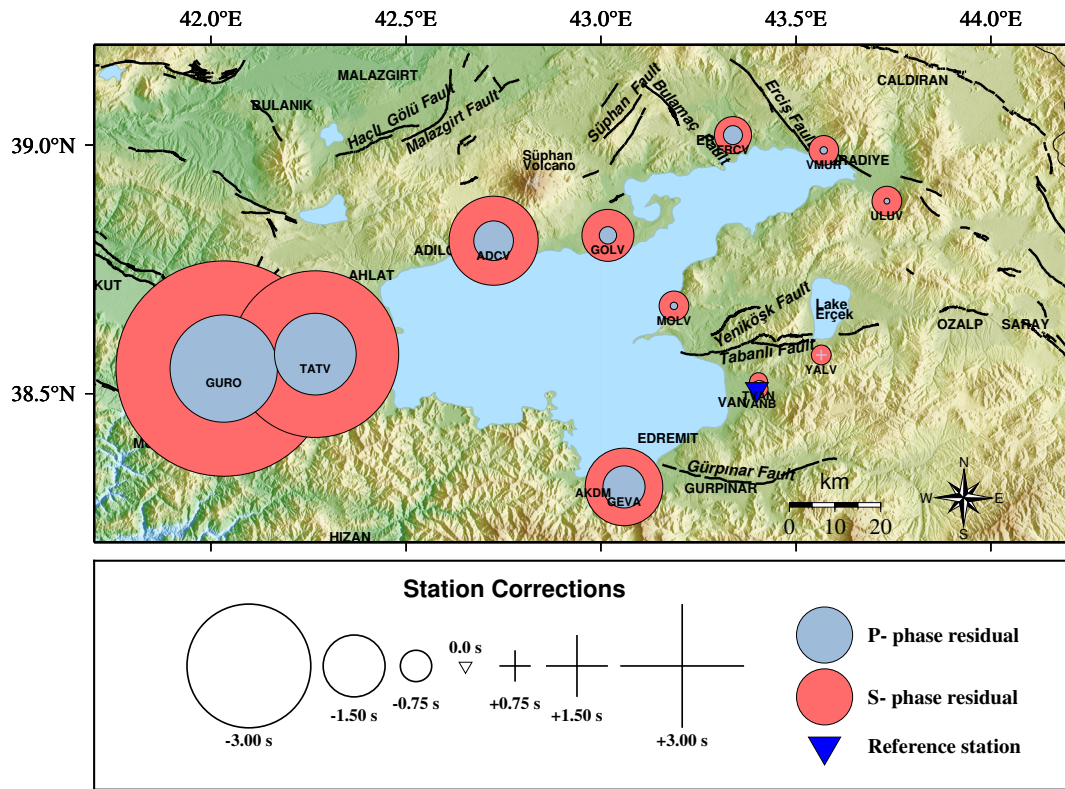 42.0°E 42.5°E 43.0°E 43.5°E 44.0°E
39.0°N
38.5°N
MALAZGIRT
BULANIK
CALDIRAN
Haçlı Gölü Fault
Malazgirt Fault
Süphan Fault
Bulamaç Fault
Erciş Fault
Süphan
Volcano
ERCV
VMUR
RADIYE
ULUV
GOLV
ADCV
AHLAT
KUT
MOLV
Yeniköşk Fault
Lake
Erçek
OZALP
SARAY
Tabanlı Fault
YALV
TATV
GURO
VAN
VANB
EDREMIT
Gürpınar Fault
GURPINAR
AKDM
GEVA
HIZAN
km
0 10 20
N
W E
S
Station Corrections
-3.00 s
-1.50 s
-0.75 s
0.0 s
+0.75 s
+1.50 s
+3.00 s
P- phase residual
S- phase residual
Reference station